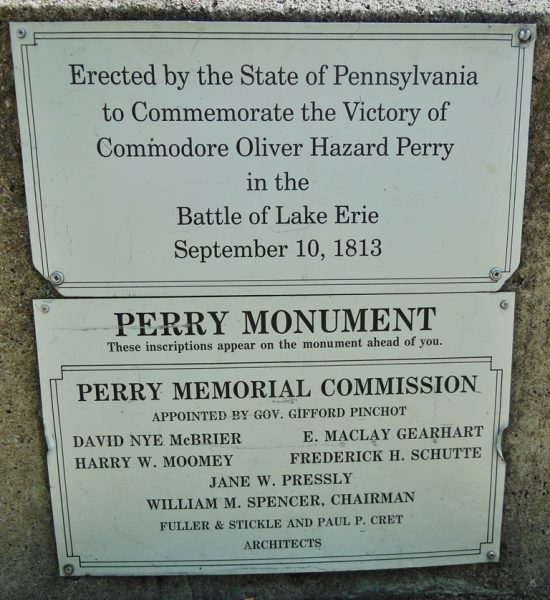 Erected by the State of Pennsylvania
to Commemorate the Victory of
Commodore Oliver Hazard Perry
in the
Battle of Lake Erie
September 10, 1813
PERRY MONUMENT
These inscriptions appear on the monument ahead of you.
PERRY MEMORIAL COMMISSION
APPOINTED BY GOV. GIFFORD PINCHOT
DAVID NYE McBRIER E. MACLAY GEARHART
HARRY W. MOOMEY FREDERICK H. SCHUTTE
JANE W. PRESSLY
WILLIAM M. SPENCER, CHAIRMAN
FULLER & STICKLE AND PAUL P. CRET
ARCHITECTS